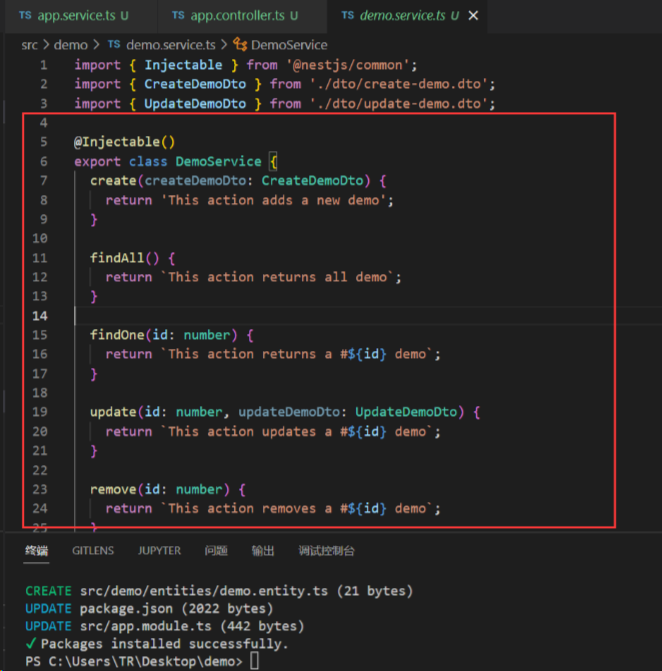 TS app.service.ts U TS app.controller.ts U TS demo.service.ts U ✕
src > demo > TS demo.service.ts > DemoService
1 import { Injectable } from '@nestjs/common';
2 import { CreateDemoDto } from './dto/create-demo.dto';
3 import { UpdateDemoDto } from './dto/update-demo.dto';
4
5 @Injectable()
6 export class DemoService {
7   create(createDemoDto: CreateDemoDto) {
8     return 'This action adds a new demo';
9   }
10
11   findAll() {
12     return `This action returns all demo`;
13   }
14
15   findOne(id: number) {
16     return `This action returns a #${id} demo`;
17   }
18
19   update(id: number, updateDemoDto: UpdateDemoDto) {
20     return `This action updates a #${id} demo`;
21   }
22
23   remove(id: number) {
24     return `This action removes a #${id} demo`;
25   }
终端 GITLENS JUPYTER 问题 输出 调试控制台
CREATE src/demo/entities/demo.entity.ts (21 bytes)
UPDATE package.json (2022 bytes)
UPDATE src/app.module.ts (442 bytes)
✓ Packages installed successfully.
PS C:\Users\TR\Desktop\demo>